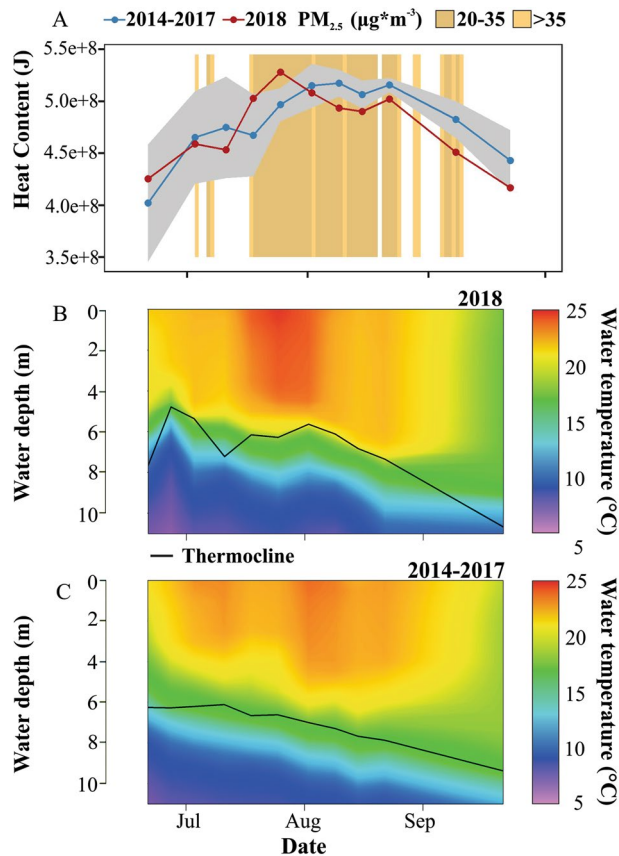 A
2014-2017 2018 PM2.5 (µg*m-3) 20-35 >35
Heat Content (J)
5.5e+8
5.0e+8
4.5e+8
4.0e+8
3.5e+8
B
2018
Water depth (m)
0
2
4
6
8
10
25
20
15
10
5
Water temperature (°C)
Thermocline
C
2014-2017
Water depth (m)
0
2
4
6
8
10
25
20
15
10
5
Water temperature (°C)
Jul Aug Sep
Date